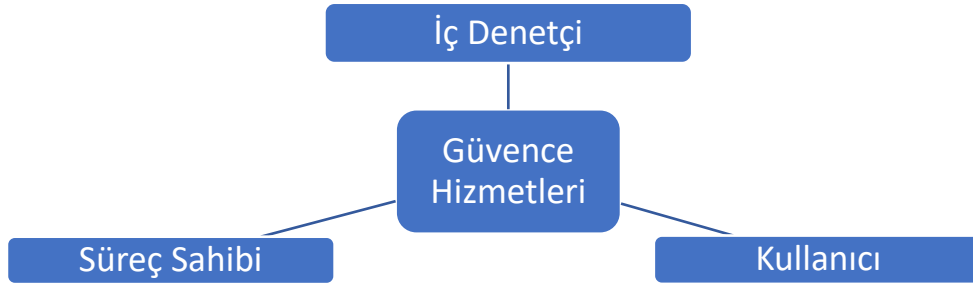 İç Denetçi
Güvence
Hizmetleri
Süreç Sahibi
Kullanıcı